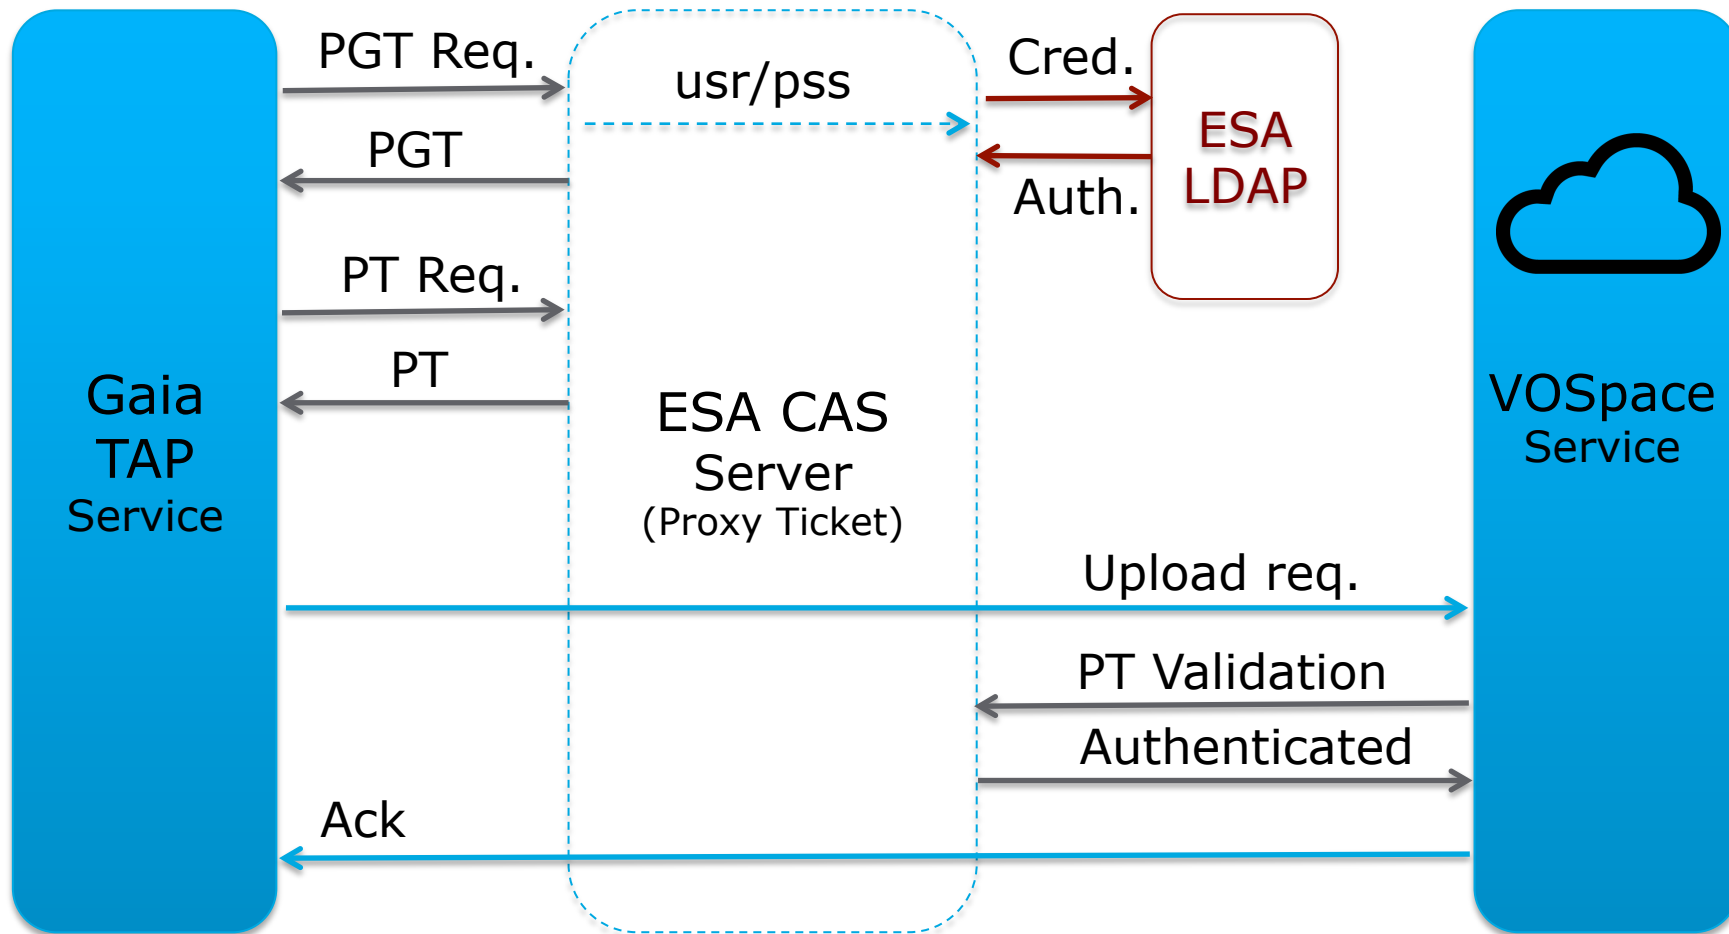 PGT Req.
usr/pss
Cred.
PGT
ESA
LDAP
Auth.
PT Req.
PT
Gaia
TAP
Service
ESA CAS
Server
(Proxy Ticket)
VOSpace
Service
Upload req.
PT Validation
Authenticated
Ack